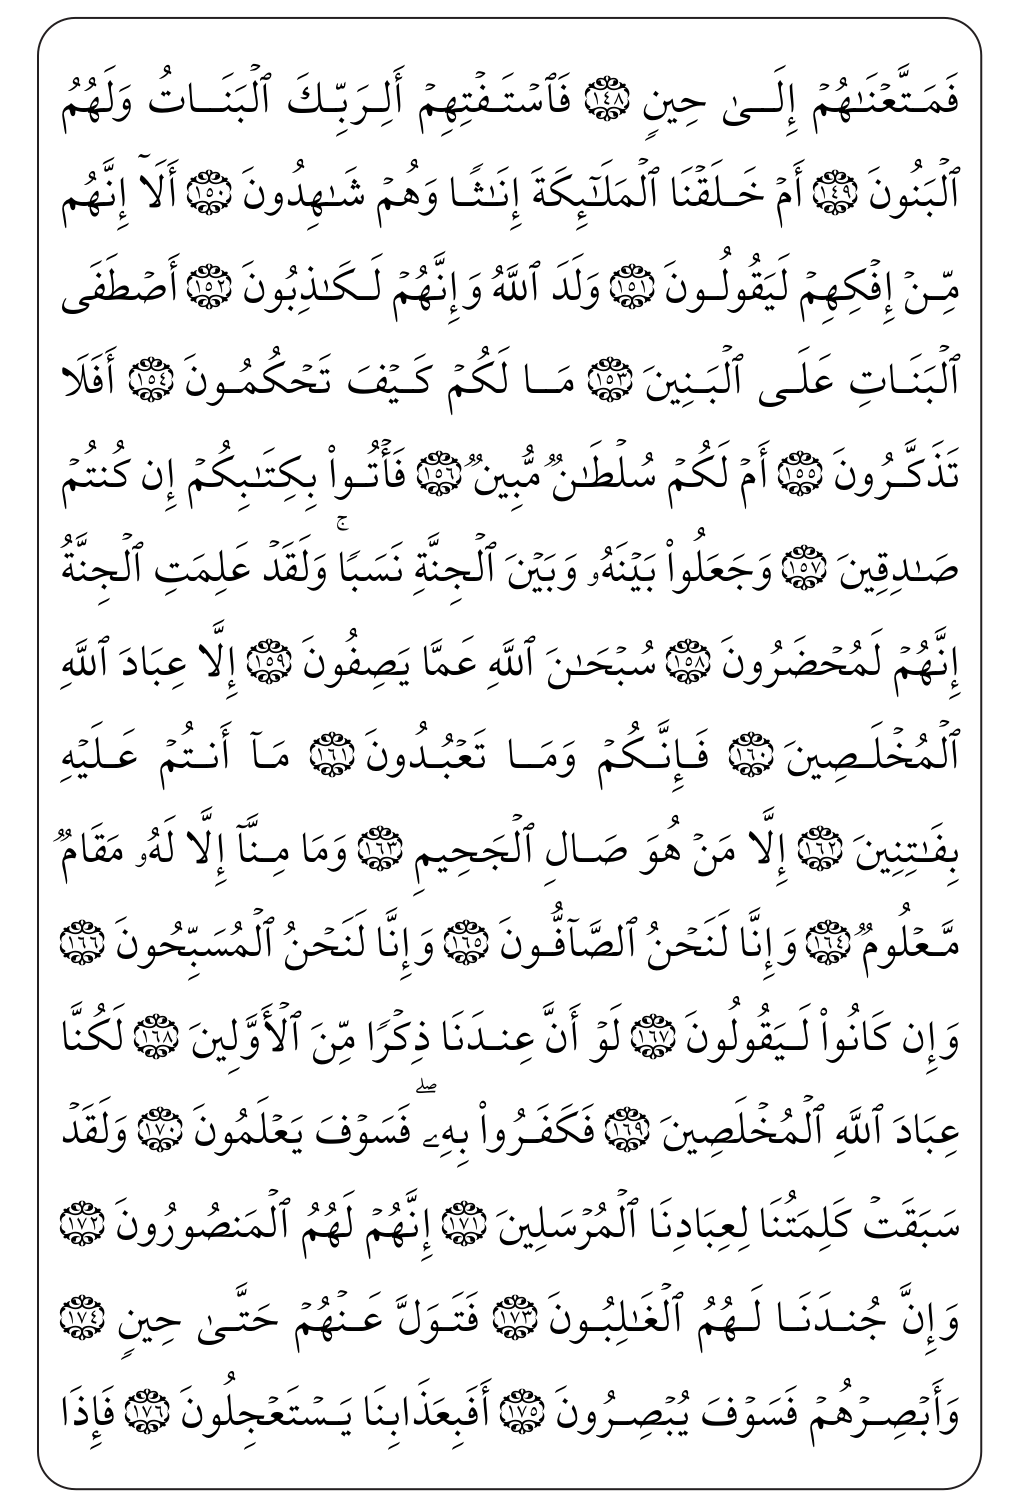 فَمَتَّعۡنَٰهُمۡ إِلَىٰ حِينٖ ١٤٨ فَٱسۡتَفۡتِهِمۡ أَلِرَبِّكَ ٱلۡبَنَاتُ وَلَهُمُ
ٱلۡبَنُونَ ١٤٩ أَمۡ خَلَقۡنَا ٱلۡمَلَٰٓئِكَةَ إِنَٰثٗا وَهُمۡ شَٰهِدُونَ ١٥٠ أَلَآ إِنَّهُم
مِّنۡ إِفۡكِهِمۡ لَيَقُولُونَ ١٥١ وَلَدَ ٱللَّهُ وَإِنَّهُمۡ لَكَٰذِبُونَ ١٥٢ أَصۡطَفَى
ٱلۡبَنَاتِ عَلَى ٱلۡبَنِينَ ١٥٣ مَا لَكُمۡ كَيۡفَ تَحۡكُمُونَ ١٥٤ أَفَلَا
تَذَكَّرُونَ ١٥٥ أَمۡ لَكُمۡ سُلۡطَٰنٞ مُّبِينٞ ١٥٦ فَأۡتُواْ بِكِتَٰبِكُمۡ إِن كُنتُمۡ
صَٰدِقِينَ ١٥٧ وَجَعَلُواْ بَيۡنَهُۥ وَبَيۡنَ ٱلۡجِنَّةِ نَسَبٗاۚ وَلَقَدۡ عَلِمَتِ ٱلۡجِنَّةُ
إِنَّهُمۡ لَمُحۡضَرُونَ ١٥٨ سُبۡحَٰنَ ٱللَّهِ عَمَّا يَصِفُونَ ١٥٩ إِلَّا عِبَادَ ٱللَّهِ
ٱلۡمُخۡلَصِينَ ١٦٠ فَإِنَّكُمۡ وَمَا تَعۡبُدُونَ ١٦١ مَآ أَنتُمۡ عَلَيۡهِ
بِفَٰتِنِينَ ١٦٢ إِلَّا مَنۡ هُوَ صَالِ ٱلۡجَحِيمِ ١٦٣ وَمَا مِنَّآ إِلَّا لَهُۥ مَقَامٞ
مَّعۡلُومٞ ١٦٤ وَإِنَّا لَنَحۡنُ ٱلصَّآفُّونَ ١٦٥ وَإِنَّا لَنَحۡنُ ٱلۡمُسَبِّحُونَ ١٦٦
وَإِن كَانُواْ لَيَقُولُونَ ١٦٧ لَوۡ أَنَّ عِندَنَا ذِكۡرٗا مِّنَ ٱلۡأَوَّلِينَ ١٦٨ لَكُنَّا
عِبَادَ ٱللَّهِ ٱلۡمُخۡلَصِينَ ١٦٩ فَكَفَرُواْ بِهِۦۖ فَسَوۡفَ يَعۡلَمُونَ ١٧٠ وَلَقَدۡ
سَبَقَتۡ كَلِمَتُنَا لِعِبَادِنَا ٱلۡمُرۡسَلِينَ ١٧١ إِنَّهُمۡ لَهُمُ ٱلۡمَنصُورُونَ ١٧٢
وَإِنَّ جُندَنَا لَهُمُ ٱلۡغَٰلِبُونَ ١٧٣ فَتَوَلَّ عَنۡهُمۡ حَتَّىٰ حِينٖ ١٧٤
وَأَبۡصِرۡهُمۡ فَسَوۡفَ يُبۡصِرُونَ ١٧٥ أَفَبِعَذَابِنَا يَسۡتَعۡجِلُونَ ١٧٦ فَإِذَا